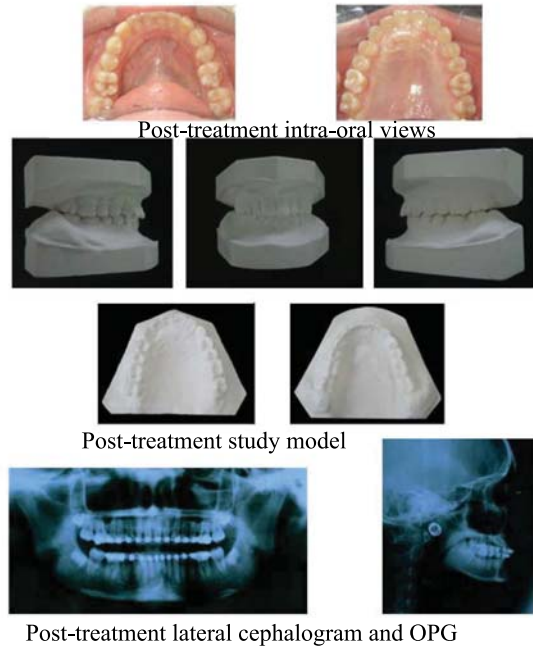 Post-treatment intra-oral views
Post-treatment study model
Post-treatment lateral cephalogram and OPG